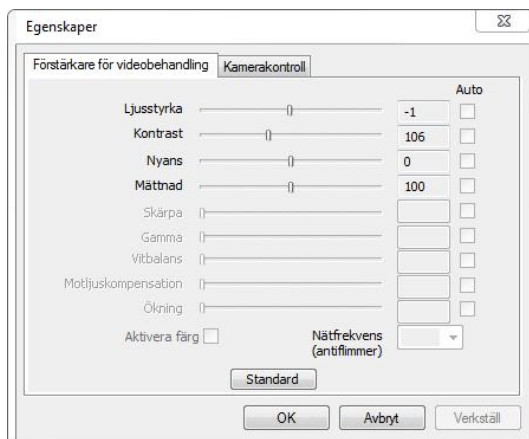 Egenskaper
Förstärkare för videobehandling Kamerakontroll
Auto
Ljusstyrka -1
Kontrast 106
Nyans 0
Mättnad 100
Skärpa
Gamma
Vitbalans
Motljuskompensation
Ökning
Aktivera färg Nätfrekvens
(antiflimmer)
Standard
OK Avbryt Verkställ